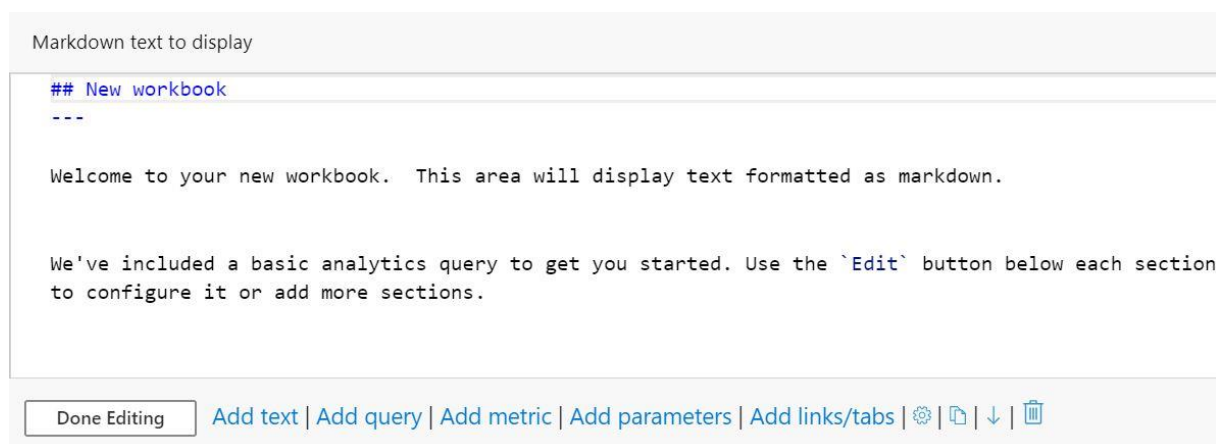 Markdown text to display
## New workbook
---
Welcome to your new workbook.  This area will display text formatted as markdown.
We've included a basic analytics query to get you started. Use the `Edit` button below each section
to configure it or add more sections.
Done Editing Add text | Add query | Add metric | Add parameters | Add links/tabs | | | ↓ |